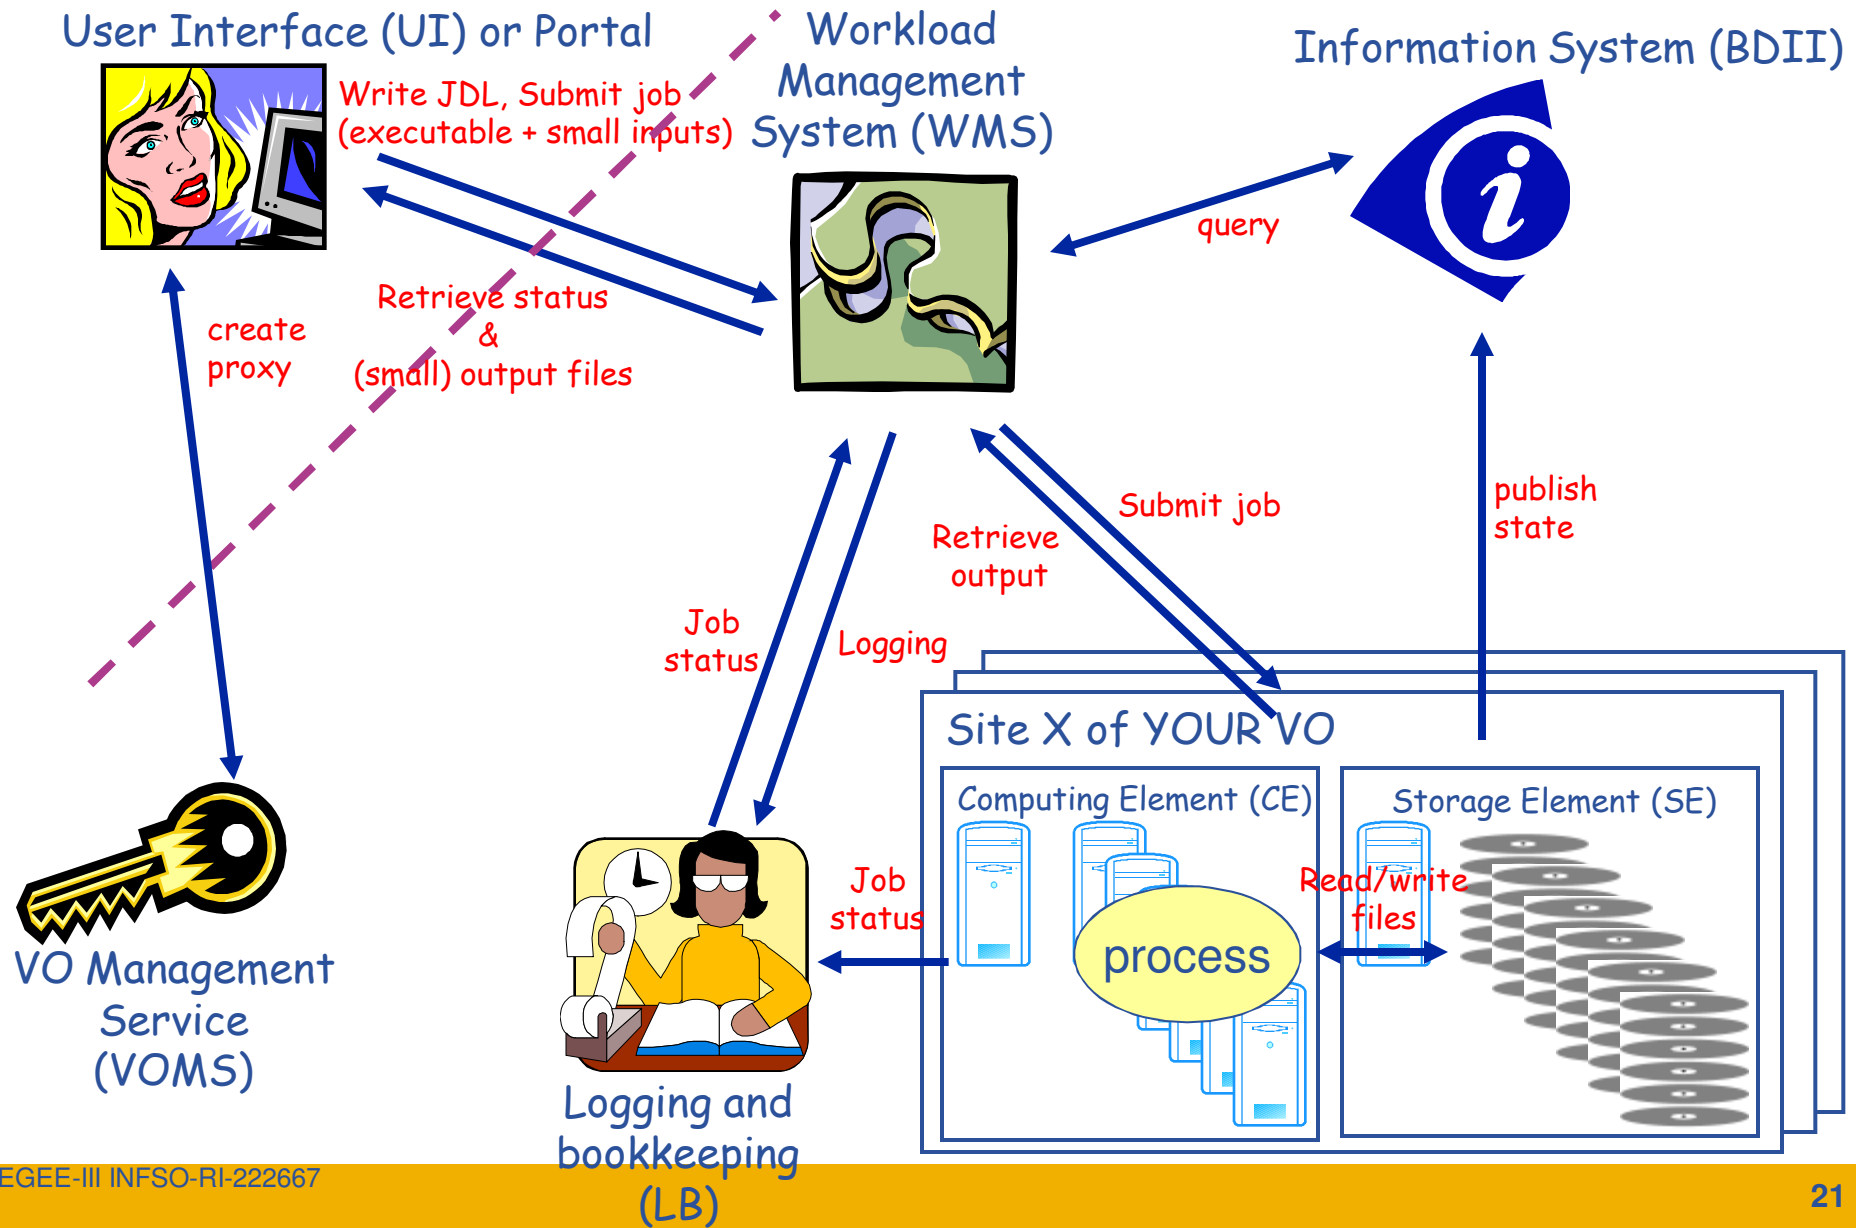 User Interface (UI) or Portal
Workload
Management
System (WMS)
Information System (BDII)
Write JDL, Submit job
(executable + small inputs)
query
Retrieve status
&
(small) output files
create
proxy
publish
state
Submit job
Retrieve
output
Job
status
Logging
Site X of YOUR VO
Computing Element (CE)
Storage Element (SE)
Job
status
Read/write
files
process
VO Management
Service
(VOMS)
Logging and
bookkeeping
(LB)
EGEE-III INFSO-RI-222667
21